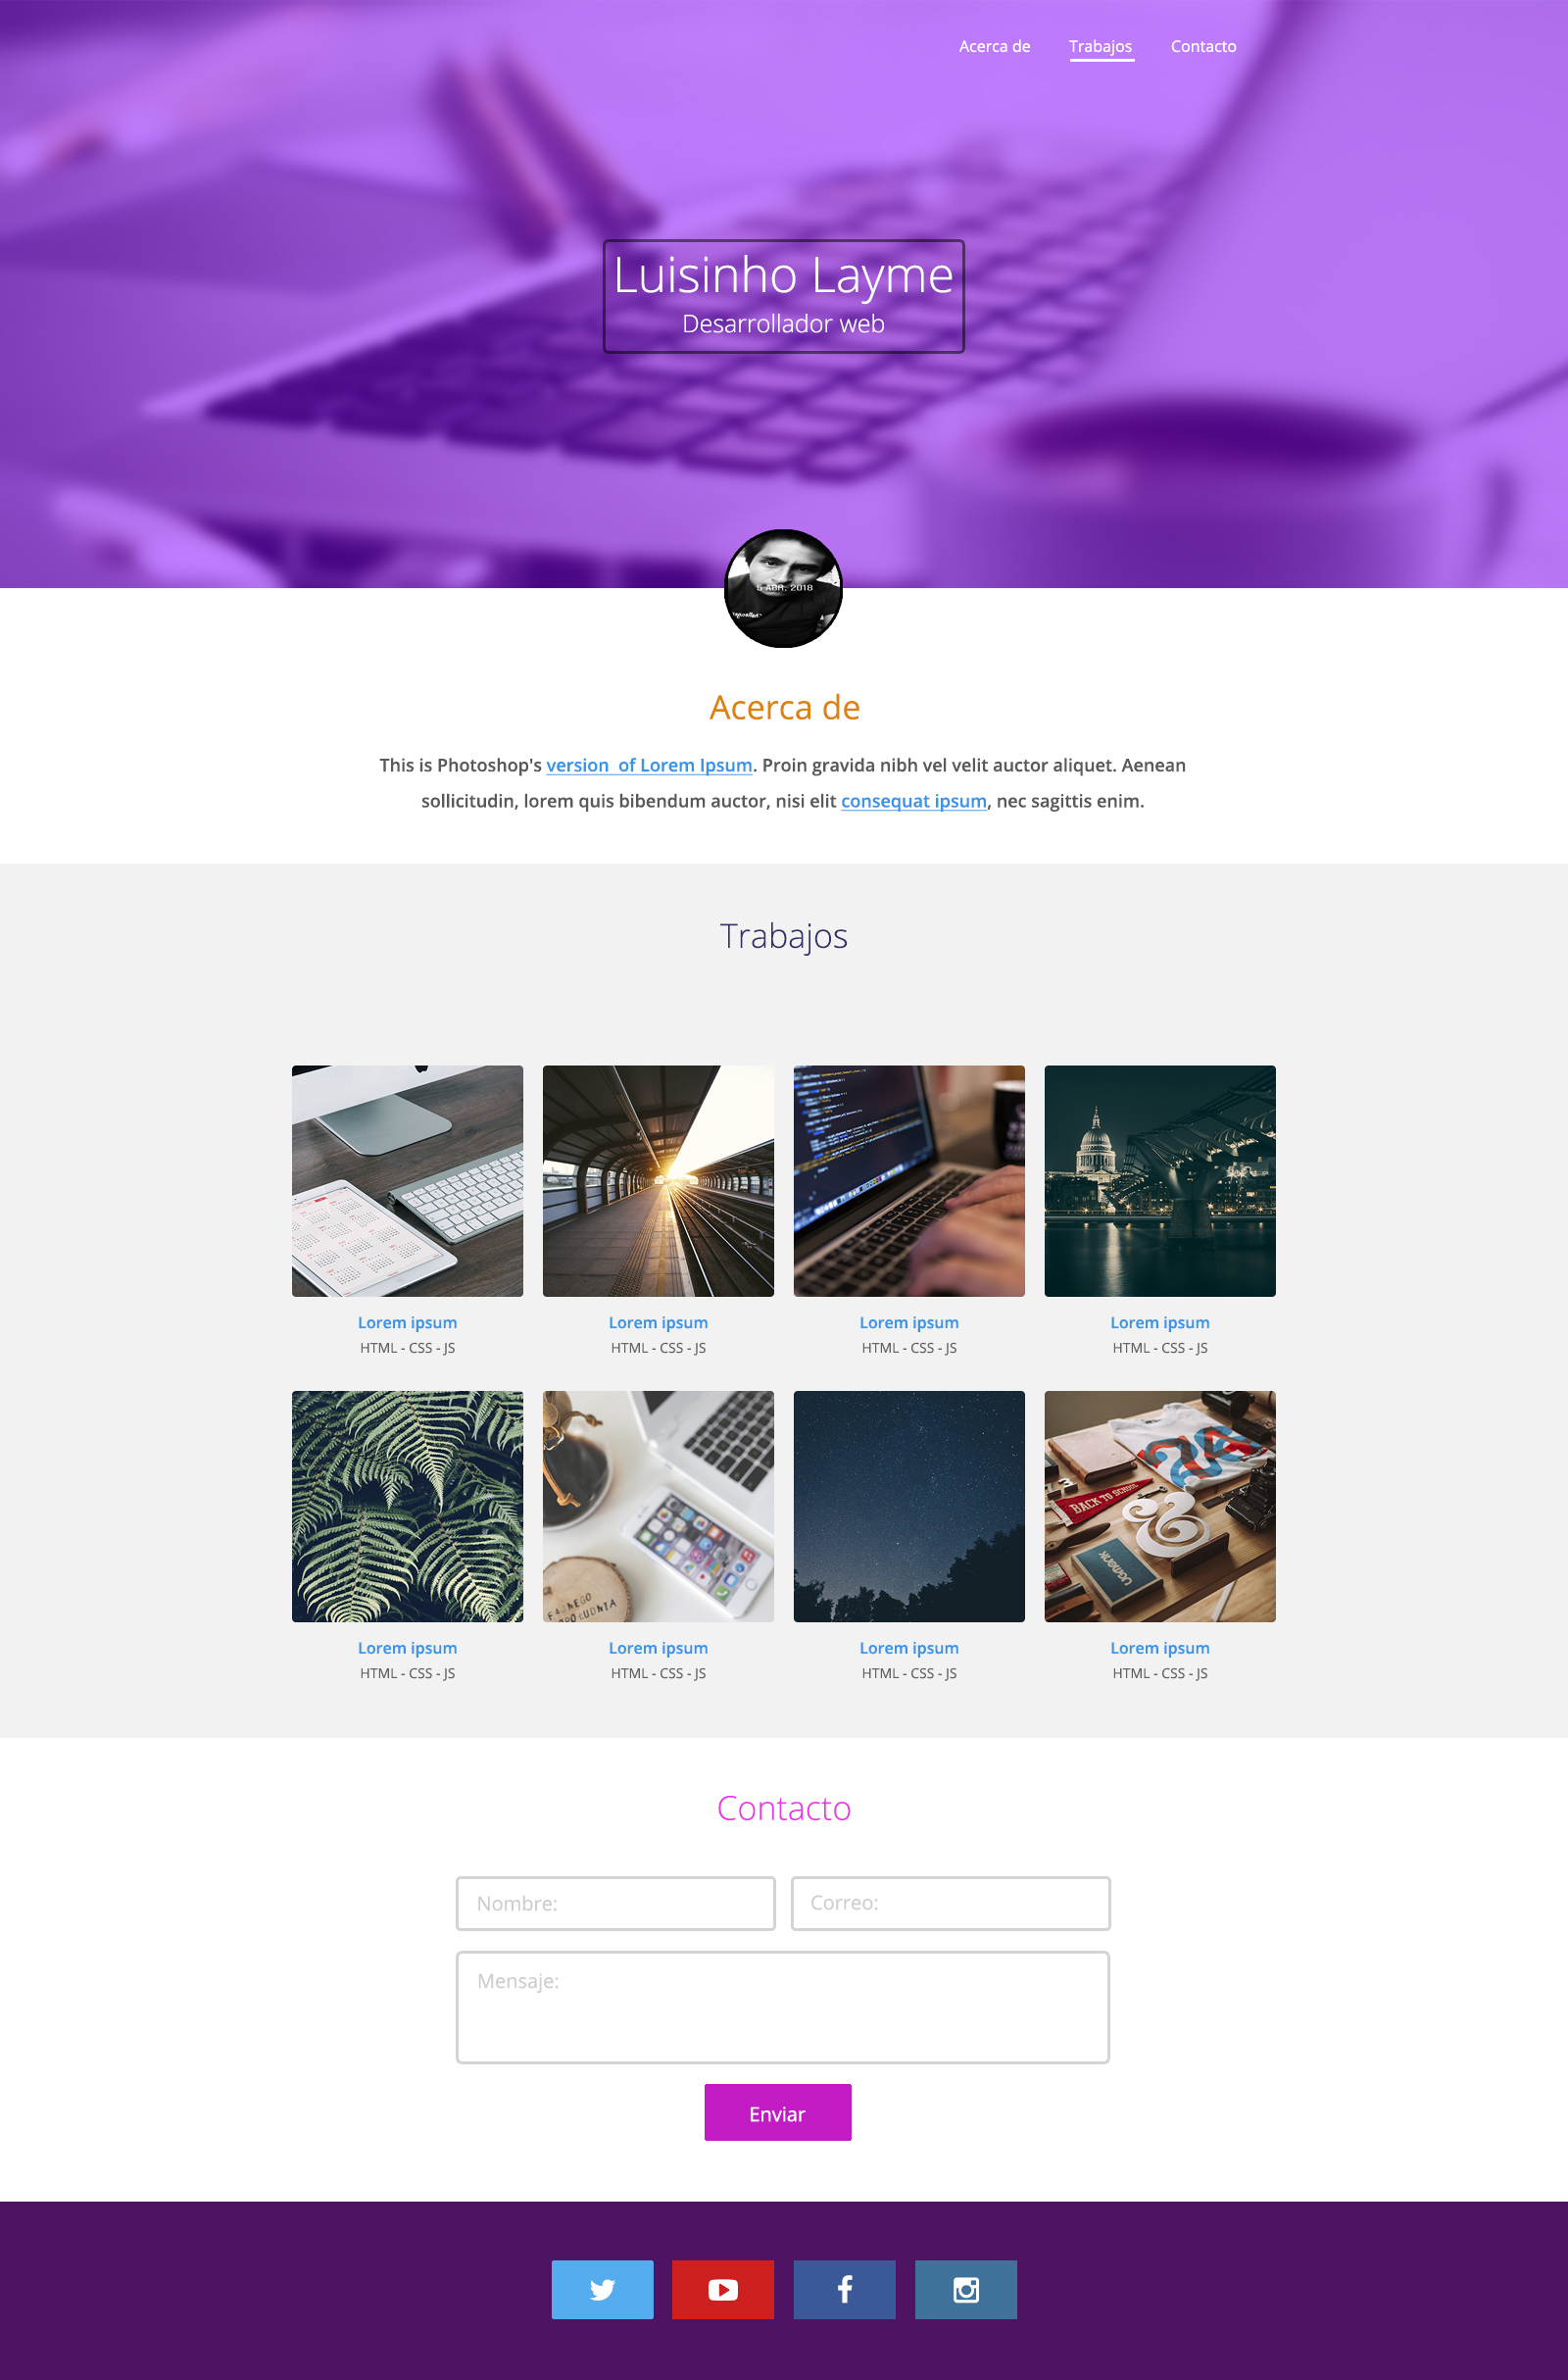 Acerca de
Trabajos
Contacto
Luisinho Layme
Desarrollador web
5 ABR. 2018
Acerca de
This is Photoshop's version  of Lorem Ipsum. Proin gravida nibh vel velit auctor aliquet. Aenean
sollicitudin, lorem quis bibendum auctor, nisi elit consequat ipsum, nec sagittis enim.
Trabajos
Lorem ipsum
HTML - CSS - JS
Lorem ipsum
HTML - CSS - JS
Lorem ipsum
HTML - CSS - JS
Lorem ipsum
HTML - CSS - JS
BACK TO SCHOOL
Lorem ipsum
HTML - CSS - JS
Lorem ipsum
HTML - CSS - JS
Lorem ipsum
HTML - CSS - JS
Lorem ipsum
HTML - CSS - JS
Contacto
Nombre:
Correo:
Mensaje:
Enviar